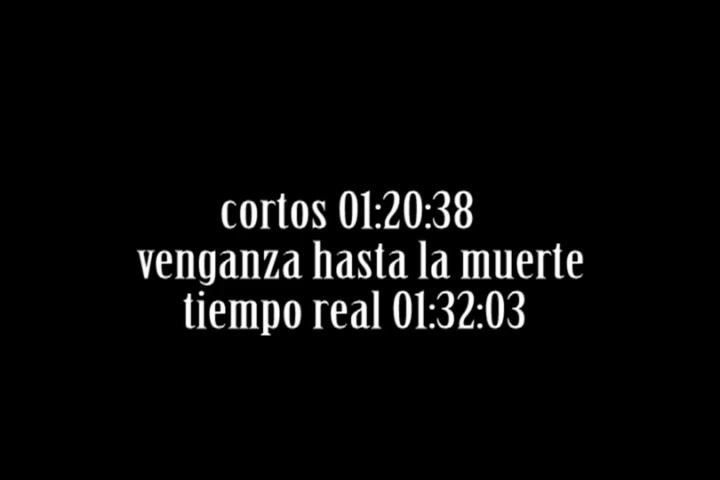 cortos 01:20:38
venganza hasta la muerte
tiempo real 01:32:03